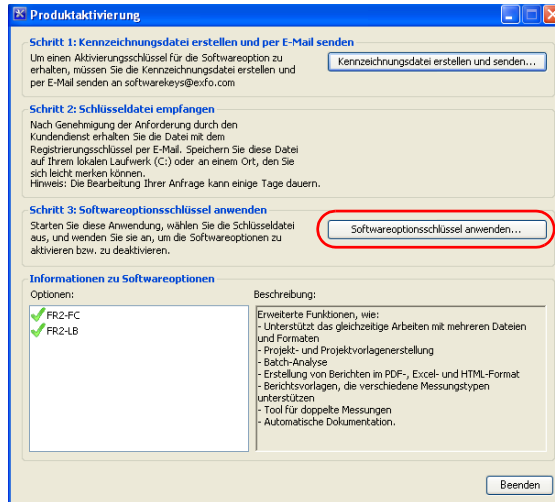 Produktaktivierung
Schritt 1: Kennzeichnungsdatei erstellen und per E-Mail senden
Um einen Aktivierungsschlüssel für die Softwareoption zu
erhalten, müssen Sie die Kennzeichnungsdatei erstellen und
per E-Mail senden an softwarekeys@exfo.com
Kennzeichnungsdatei erstellen und senden...
Schritt 2: Schlüsseldatei empfangen
Nach Genehmigung der Anforderung durch den
Kundendienst erhalten Sie die Datei mit dem
Registrierungsschlüssel per E-Mail. Speichern Sie diese Datei
auf Ihrem lokalen Laufwerk (C:) oder an einem Ort, den Sie
sich leicht merken können.
Hinweis: Die Bearbeitung Ihrer Anfrage kann einige Tage dauern.
Schritt 3: Softwareoptionsschlüssel anwenden
Starten Sie diese Anwendung, wählen Sie die Schlüsseldatei
aus, und wenden Sie sie an, um die Softwareoptionen zu
aktivieren bzw. zu deaktivieren.
Softwareoptionsschlüssel anwenden...
Informationen zu Softwareoptionen
Optionen:
FR2-FC
FR2-LB
Beschreibung:
Erweiterte Funktionen, wie:
- Unterstützt das gleichzeitige Arbeiten mit mehreren Dateien
und Formaten
- Projekt- und Projektvorlagenerstellung
- Batch-Analyse
- Erstellung von Berichten im PDF-, Excel- und HTML-Format
- Berichtsvorlagen, die verschiedene Messungstypen
unterstützen
- Tool für doppelte Messungen
- Automatische Dokumentation.
Beenden